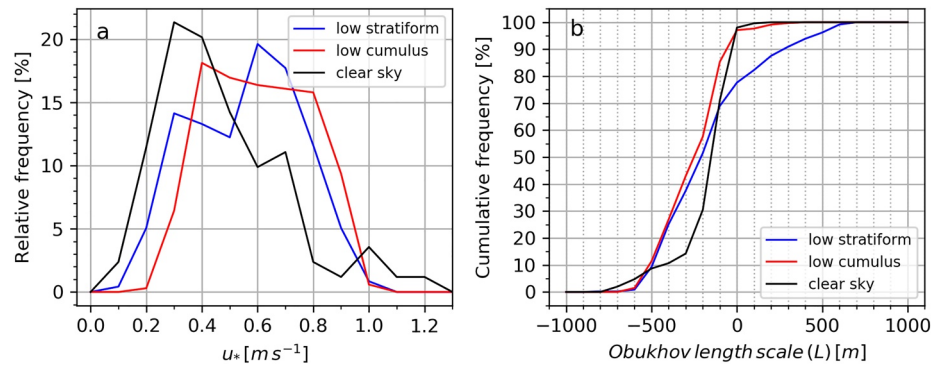 a
Relative frequency [%]
20
15
10
5
0
0.0 0.2 0.4 0.6 0.8 1.0 1.2
u* [m s⁻¹]
low stratiform
low cumulus
clear sky
b
Cumulative frequency [%]
100
90
80
70
60
50
40
30
20
10
0
−1000 −500 0 500 1000
Obukhov length scale (L) [m]
low stratiform
low cumulus
clear sky